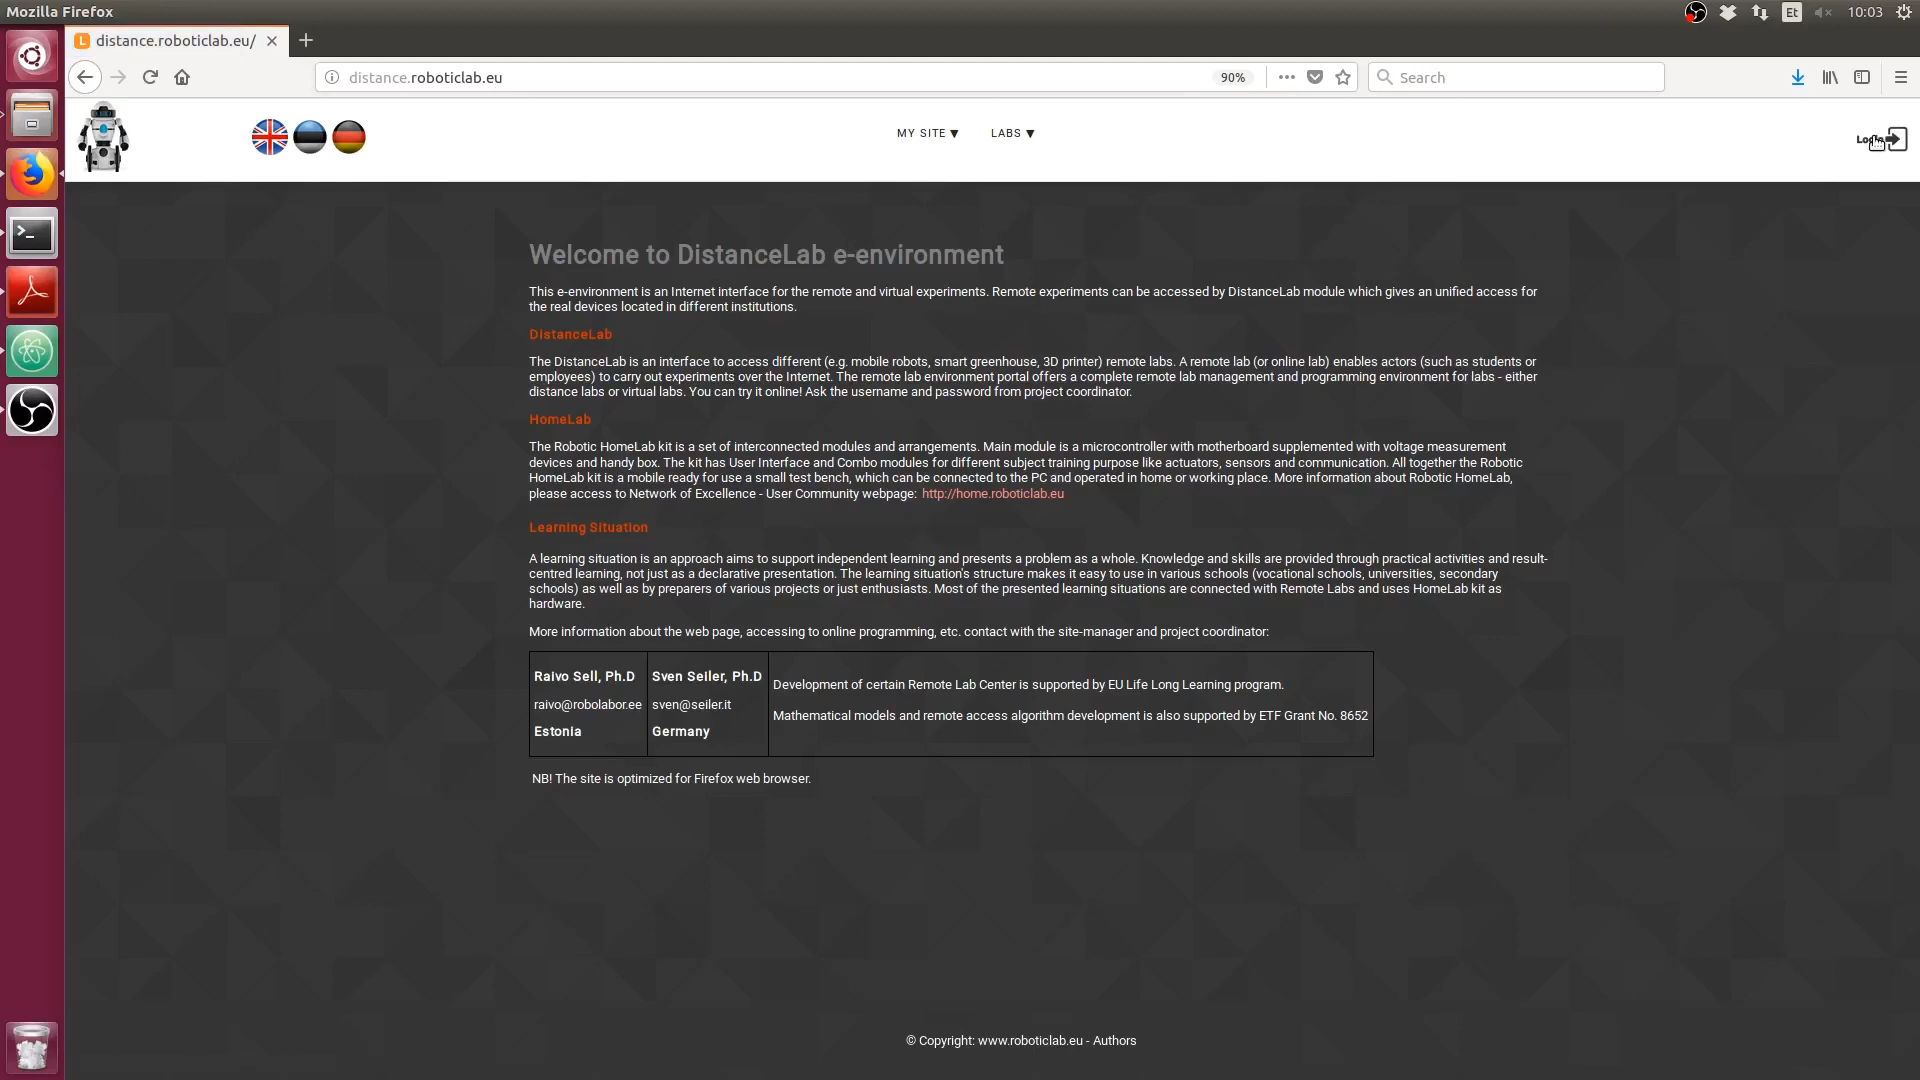 Mozilla Firefox
Et
10:03
distance.roboticlab.eu/
distance.roboticlab.eu
90%
Search
MY SITE ▼
LABS ▼
Welcome to DistanceLab e-environment
This e-environment is an Internet interface for the remote and virtual experiments. Remote experiments can be accessed by DistanceLab module which gives an unified access for
the real devices located in different institutions.
DistanceLab
The DistanceLab is an interface to access different (e.g. mobile robots, smart greenhouse, 3D printer) remote labs. A remote lab (or online lab) enables actors (such as students or
employees) to carry out experiments over the Internet. The remote lab environment portal offers a complete remote lab management and programming environment for labs - either
distance labs or virtual labs. You can try it online! Ask the username and password from project coordinator.
HomeLab
The Robotic HomeLab kit is a set of interconnected modules and arrangements. Main module is a microcontroller with motherboard supplemented with voltage measurement
devices and handy box. The kit has User Interface and Combo modules for different subject training purpose like actuators, sensors and communication. All together the Robotic
HomeLab kit is a mobile ready for use a small test bench, which can be connected to the PC and operated in home or working place. More information about Robotic HomeLab,
please access to Network of Excellence - User Community webpage: http://home.roboticlab.eu
Learning Situation
A learning situation is an approach aims to support independent learning and presents a problem as a whole. Knowledge and skills are provided through practical activities and result-
centred learning, not just as a declarative presentation. The learning situation's structure makes it easy to use in various schools (vocational schools, universities, secondary
schools) as well as by preparers of various projects or just enthusiasts. Most of the presented learning situations are connected with Remote Labs and uses HomeLab kit as
hardware.
More information about the web page, accessing to online programming, etc. contact with the site-manager and project coordinator:
Raivo Sell, Ph.D
raivo@robolabor.ee
Estonia
Sven Seiler, Ph.D
sven@seiler.it
Germany
Development of certain Remote Lab Center is supported by EU Life Long Learning program.
Mathematical models and remote access algorithm development is also supported by ETF Grant No. 8652
NB! The site is optimized for Firefox web browser.
© Copyright: www.roboticlab.eu - Authors